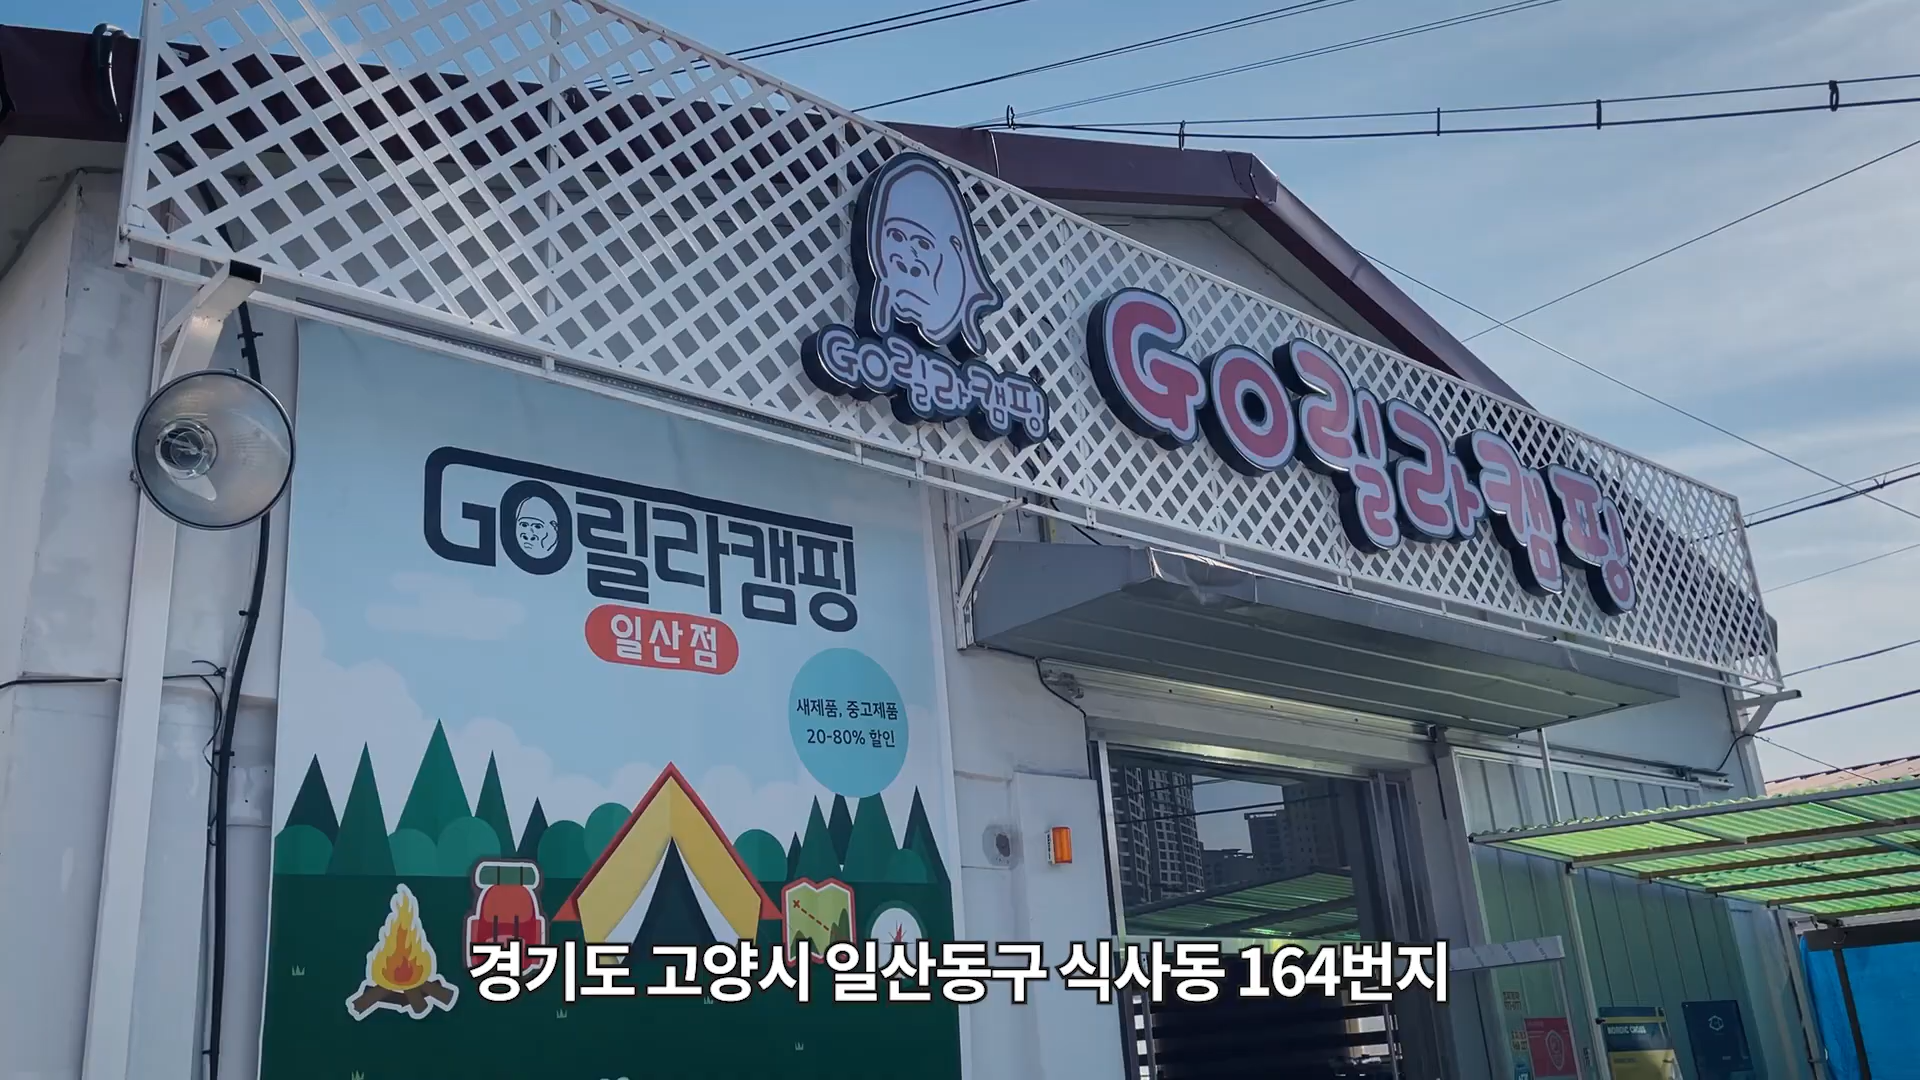 GO릴라캠핑
GO릴라캠핑
GO릴라캠핑
일산점
새제품, 중고제품
20-80% 할인
경기도 고양시 일산동구 식사동 164번지